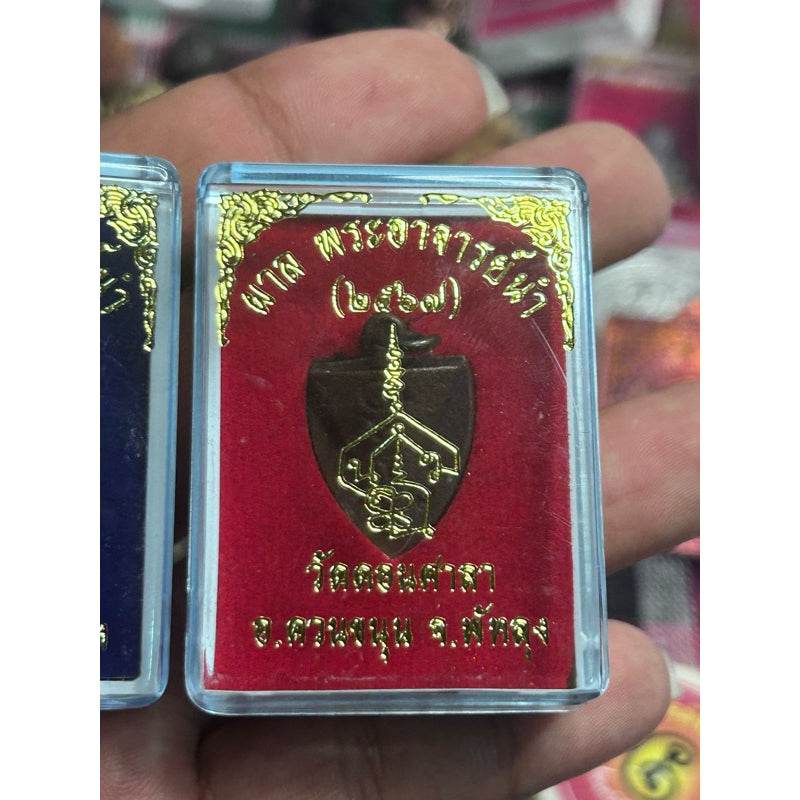 ผาล พระอาจารย์นำ
(๒๕๖๗)
วัดดอนศาลา
อ.ควนขนุน จ.พัทลุง